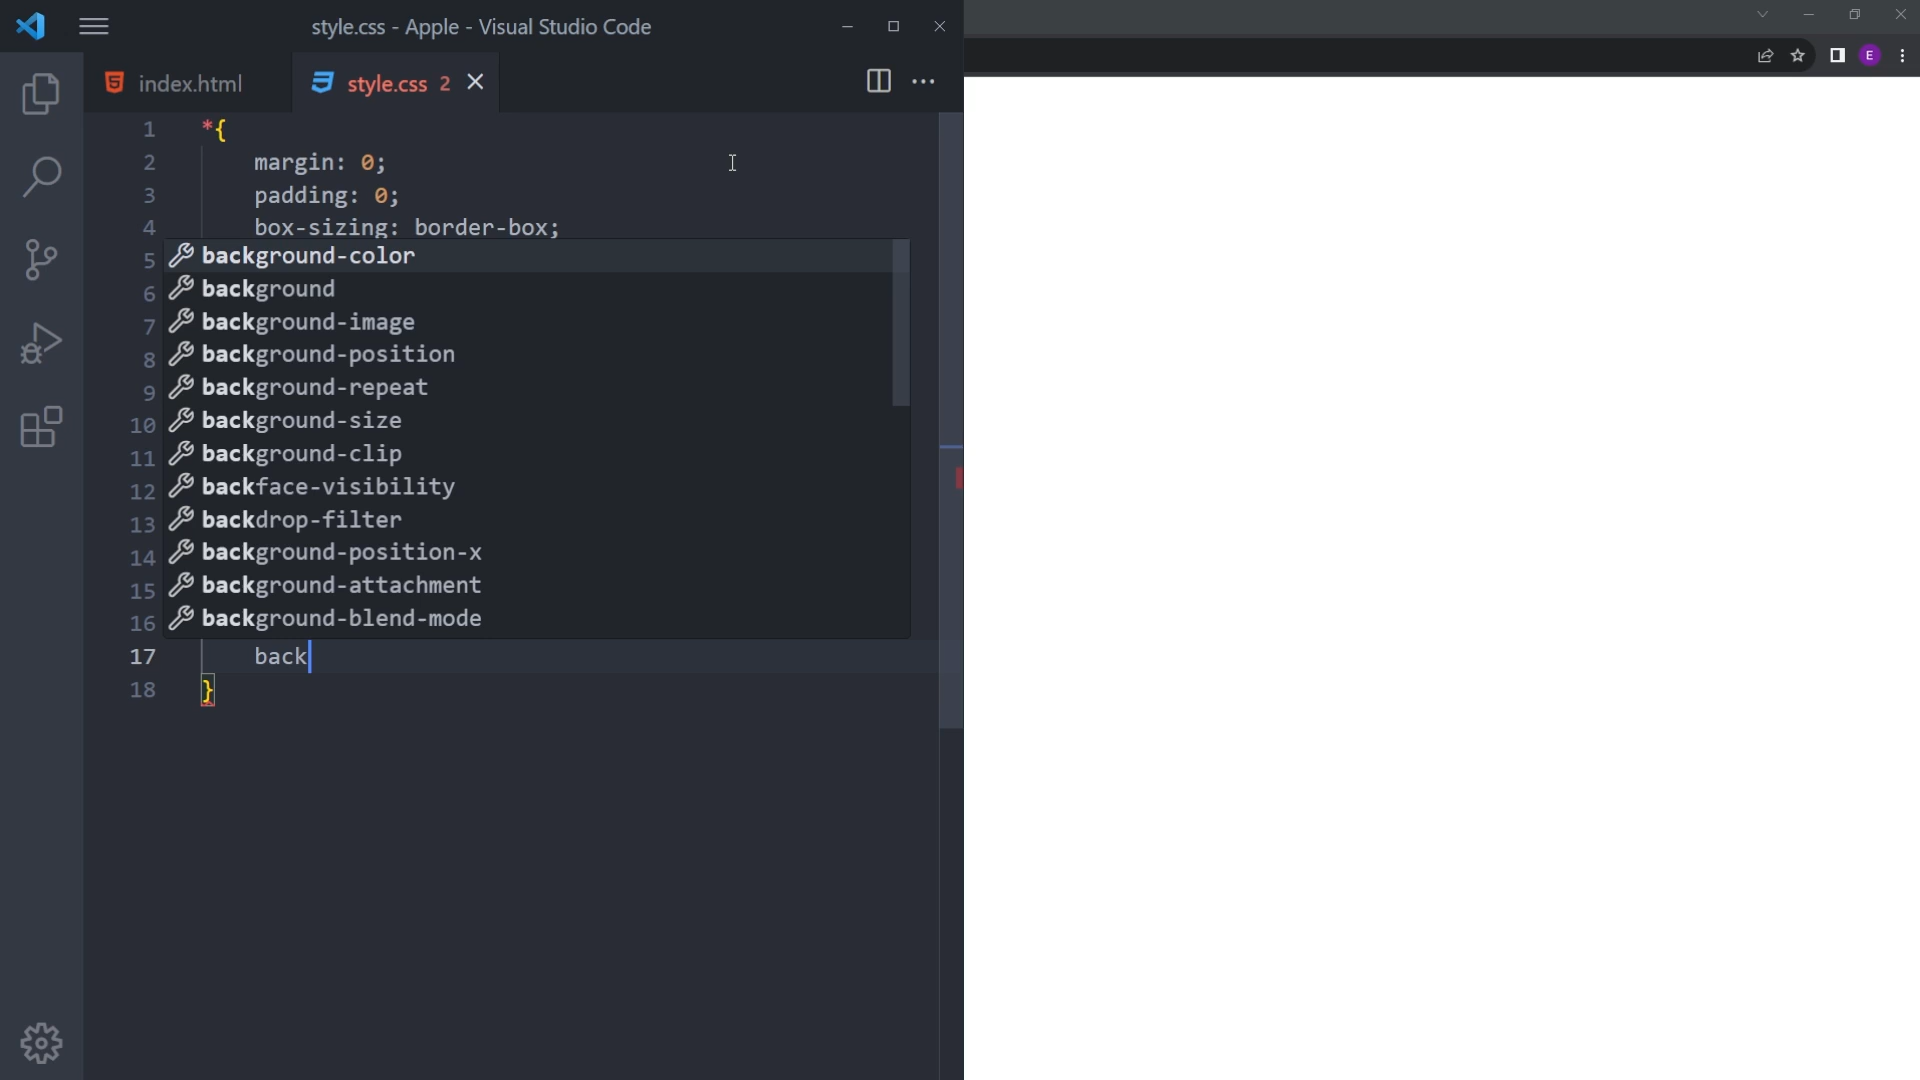 style.css - Apple - Visual Studio Code
index.html
style.css 2
E
1 *{
2 margin: 0;
3 padding: 0;
4 box-sizing: border-box;
5 background-color
6 background
7 background-image
8 background-position
9 background-repeat
10 background-size
11 background-clip
12 backface-visibility
13 backdrop-filter
14 background-position-x
15 background-attachment
16 background-blend-mode
17 back
18 }